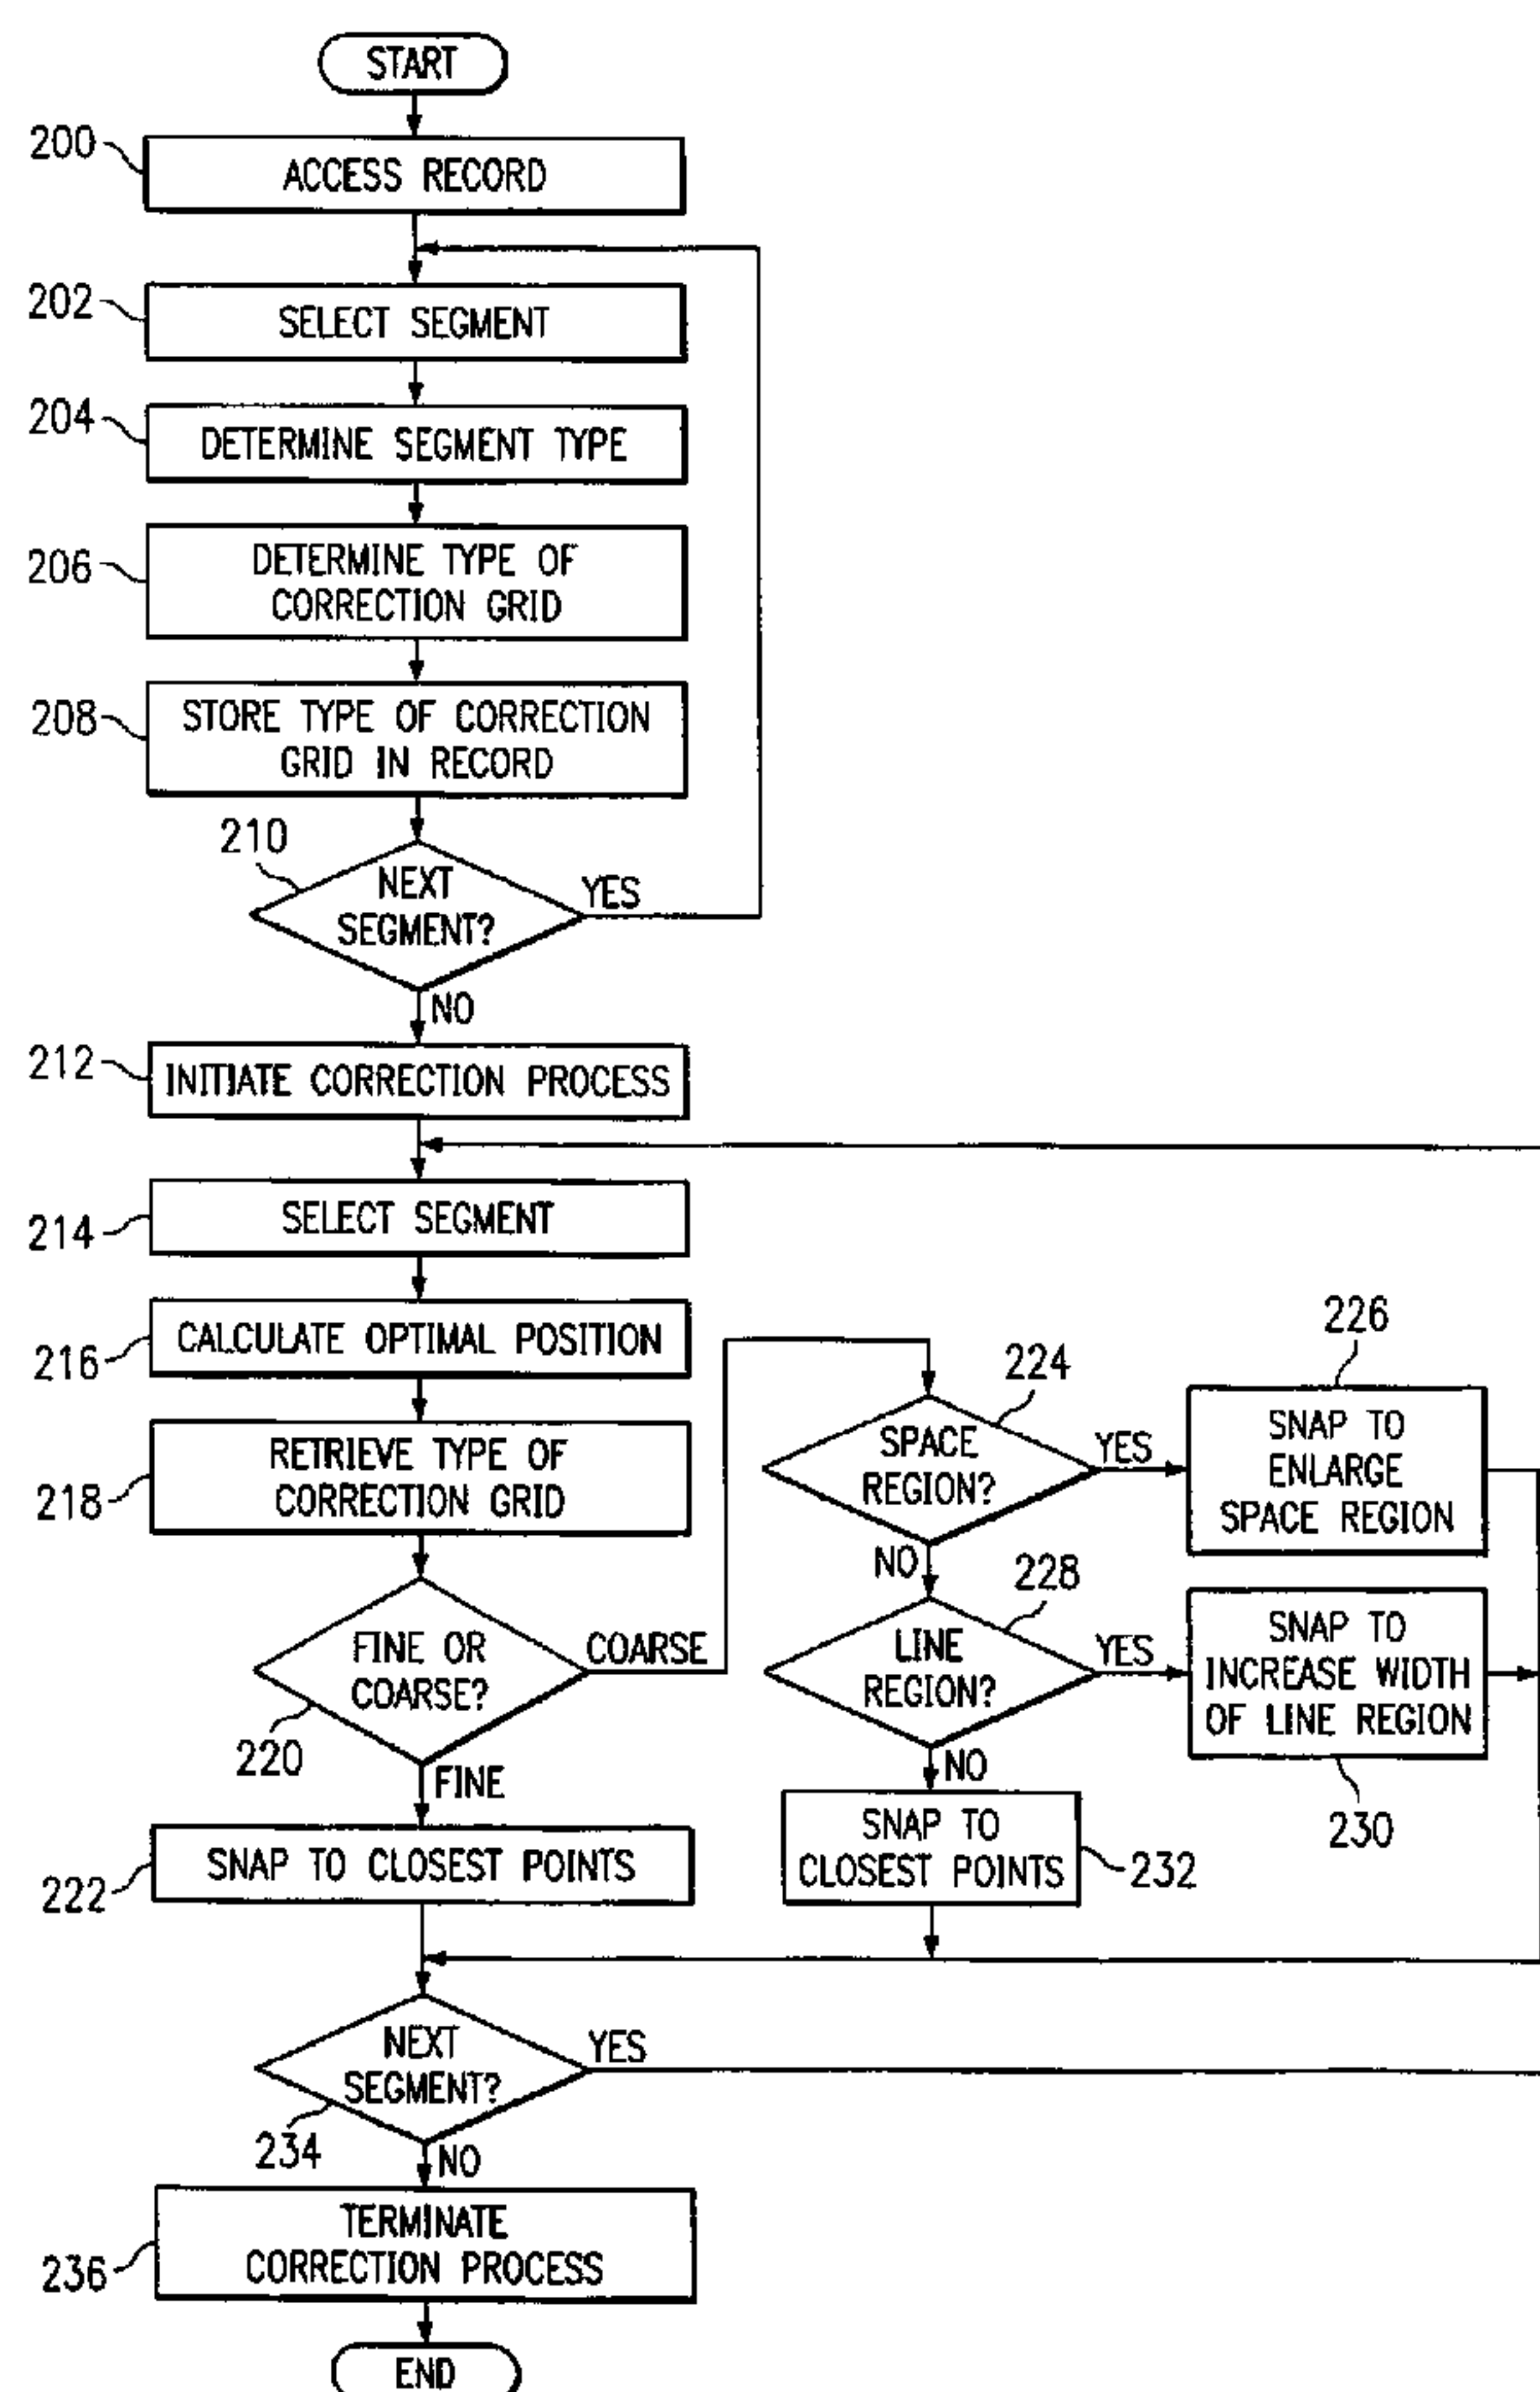 START
200
ACCESS RECORD
202
SELECT SEGMENT
204
DETERMINE SEGMENT TYPE
206
DETERMINE TYPE OF
CORRECTION GRID
208
STORE TYPE OF CORRECTION
GRID IN RECORD
210
NEXT
SEGMENT?
YES
NO
212
INITIATE CORRECTION PROCESS
214
SELECT SEGMENT
216
CALCULATE OPTIMAL POSITION
218
RETRIEVE TYPE OF
CORRECTION GRID
220
FINE OR
COARSE?
COARSE
FINE
222
SNAP TO CLOSEST POINTS
224
SPACE
REGION?
YES
NO
226
SNAP TO
ENLARGE
SPACE REGION
228
LINE
REGION?
YES
NO
SNAP TO
INCREASE WIDTH
OF LINE REGION
230
SNAP TO
CLOSEST POINTS
232
NEXT
SEGMENT?
YES
234
NO
236
TERMINATE
CORRECTION PROCESS
END